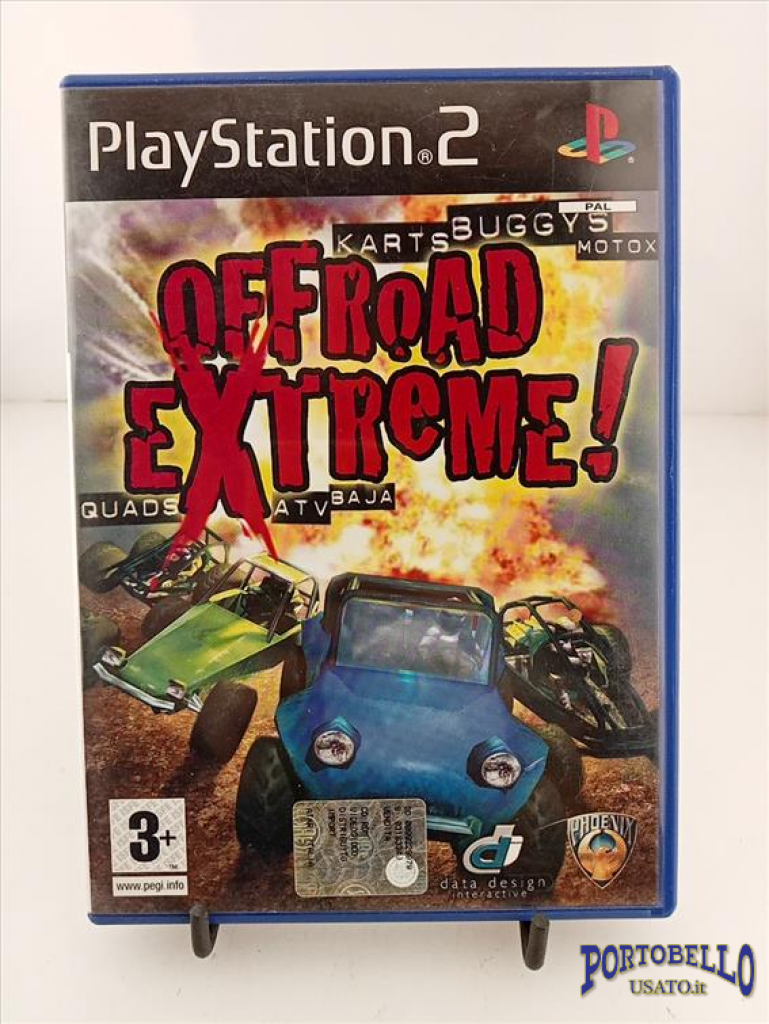 PlayStation®2
PAL
KARTS BUGGYS MOTOX
OFFROAD
EXTREME!
QUADS ATV BAJA
3+
™
www.pegi.info
data design
interactive
PHOENIX
PORTOBELLO
USATO.it